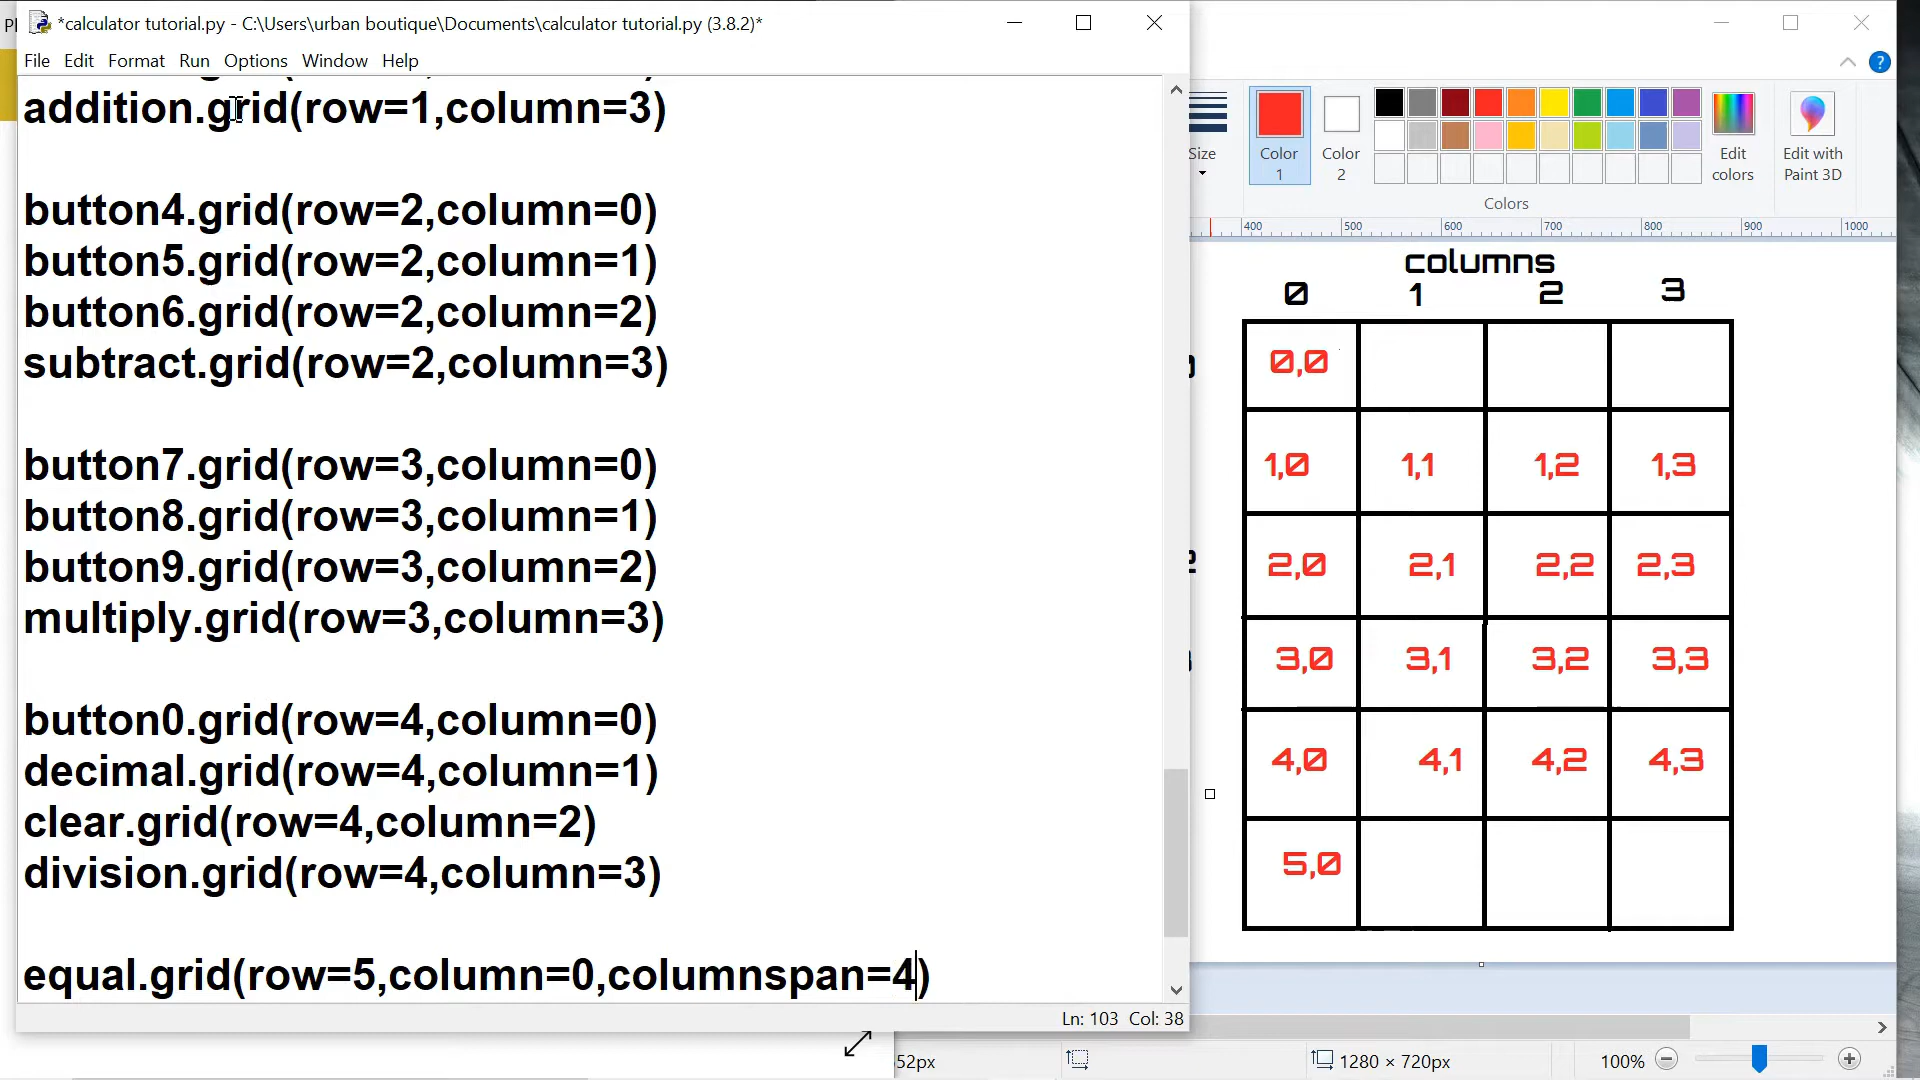 *calculator tutorial.py - C:\Users\urban boutique\Documents\calculator tutorial.py (3.8.2)*
File Edit Format Run Options Window Help
addition.grid(row=1,column=3)
button4.grid(row=2,column=0)
button5.grid(row=2,column=1)
button6.grid(row=2,column=2)
subtract.grid(row=2,column=3)
button7.grid(row=3,column=0)
button8.grid(row=3,column=1)
button9.grid(row=3,column=2)
multiply.grid(row=3,column=3)
button0.grid(row=4,column=0)
decimal.grid(row=4,column=1)
clear.grid(row=4,column=2)
division.grid(row=4,column=3)
equal.grid(row=5,column=0,columnspan=4)
Ln: 103 Col: 38
Size
Color 1
Color 2
Edit colors
Edit with Paint 3D
Colors
400 500 600 700 800 900 1000
columns
0 1 2 3
0,0
1,0 1,1 1,2 1,3
2,0 2,1 2,2 2,3
3,0 3,1 3,2 3,3
4,0 4,1 4,2 4,3
5,0
52px
1280 × 720px
100%